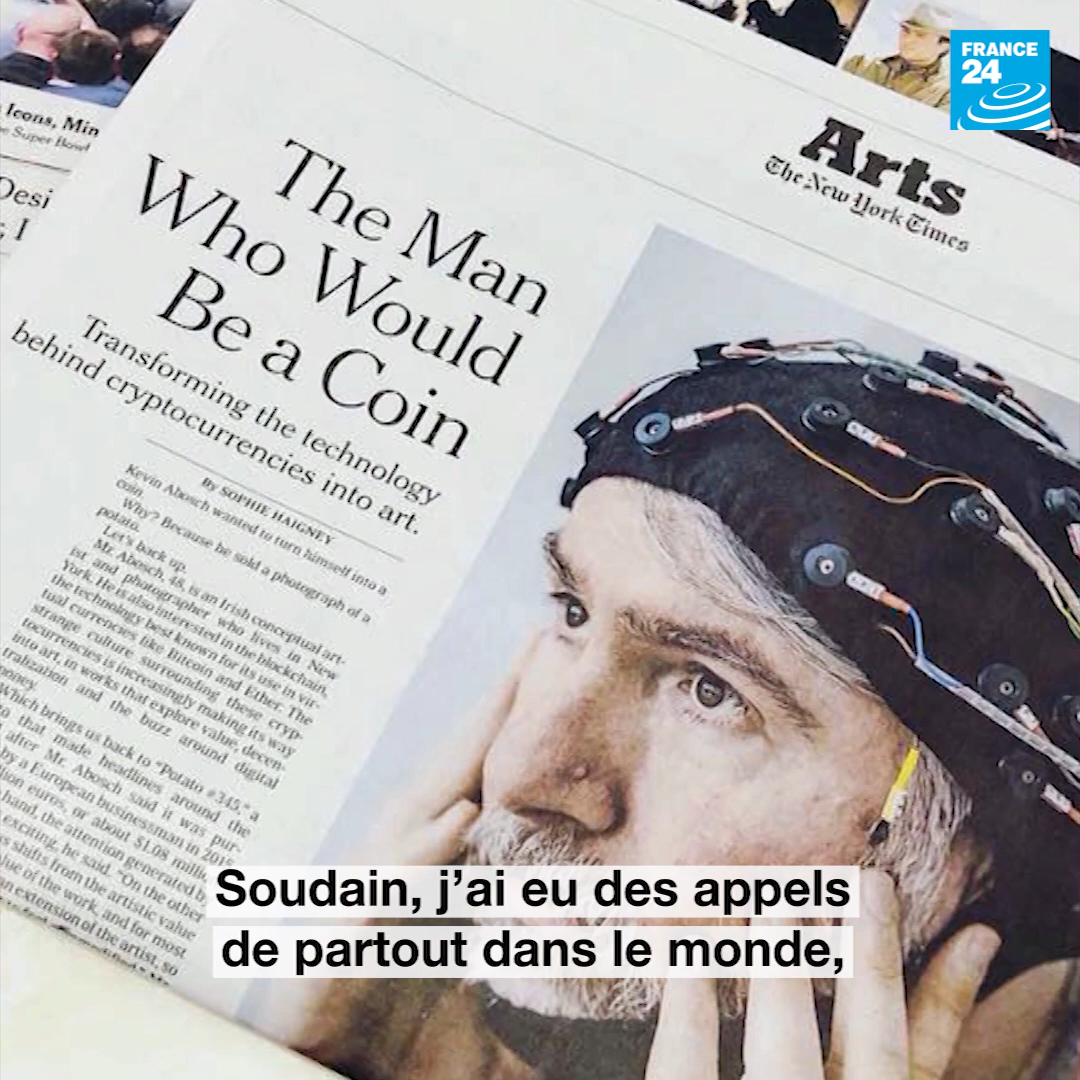 FRANCE
24
Icons, Min
e Super Bowl
Desi
Arts
The New York Times
The Man
Who Would
Be a Coin
Transforming the technology
behind cryptocurrencies into art.
By SOPHIE HAIGNEY
Kevin Abosch wanted to turn himself into a
coin.
Why? Because he sold a photograph of a
potato.
Let's back up.
Mr. Abosch, 48, is an Irish conceptual art-
ist and photographer who lives in New
York. He is also interested in the blockchain,
the technology best known for its use in vir-
tual currencies like Bitcoin and Ether. The
strange culture surrounding these cryp-
tocurrencies is increasingly making its way
into art, in works that explore value, decen-
tralization and the buzz around digital
money.
Which brings us back to "Potato #345," a
that made headlines around the
after Mr. Abosch said it was pur-
by a European businessman in 2015
lion euros, or about $1.08 millio
hand, the attention generated b
exciting, he said. "On the other
shifts from the artistic value
lue of the work, and for most
an extension of the artist, so
Soudain, j'ai eu des appels
de partout dans le monde,